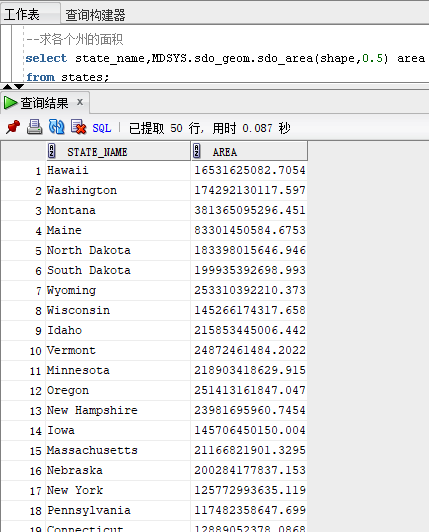 工作表 查询构建器
--求各个州的面积
select state_name,MDSYS.sdo_geom.sdo_area(shape,0.5) area
from states;
查询结果 x
SQL | 已提取 50 行, 用时 0.087 秒
STATE_NAME AREA
1 Hawaii 16531625082.7054
2 Washington 174292130117.597
3 Montana 381365095296.451
4 Maine 83301450584.6753
5 North Dakota 183398015646.946
6 South Dakota 199935392698.993
7 Wyoming 253310392210.373
8 Wisconsin 145266174317.658
9 Idaho 215853445006.442
10 Vermont 24872461484.2022
11 Minnesota 218903418629.915
12 Oregon 251413161847.047
13 New Hampshire 23981695960.7454
14 Iowa 145706450150.004
15 Massachusetts 21166821901.3295
16 Nebraska 200284177837.153
17 New York 125772993635.119
18 Pennsylvania 117482358647.699
19 Connecticut 12889052378.0868